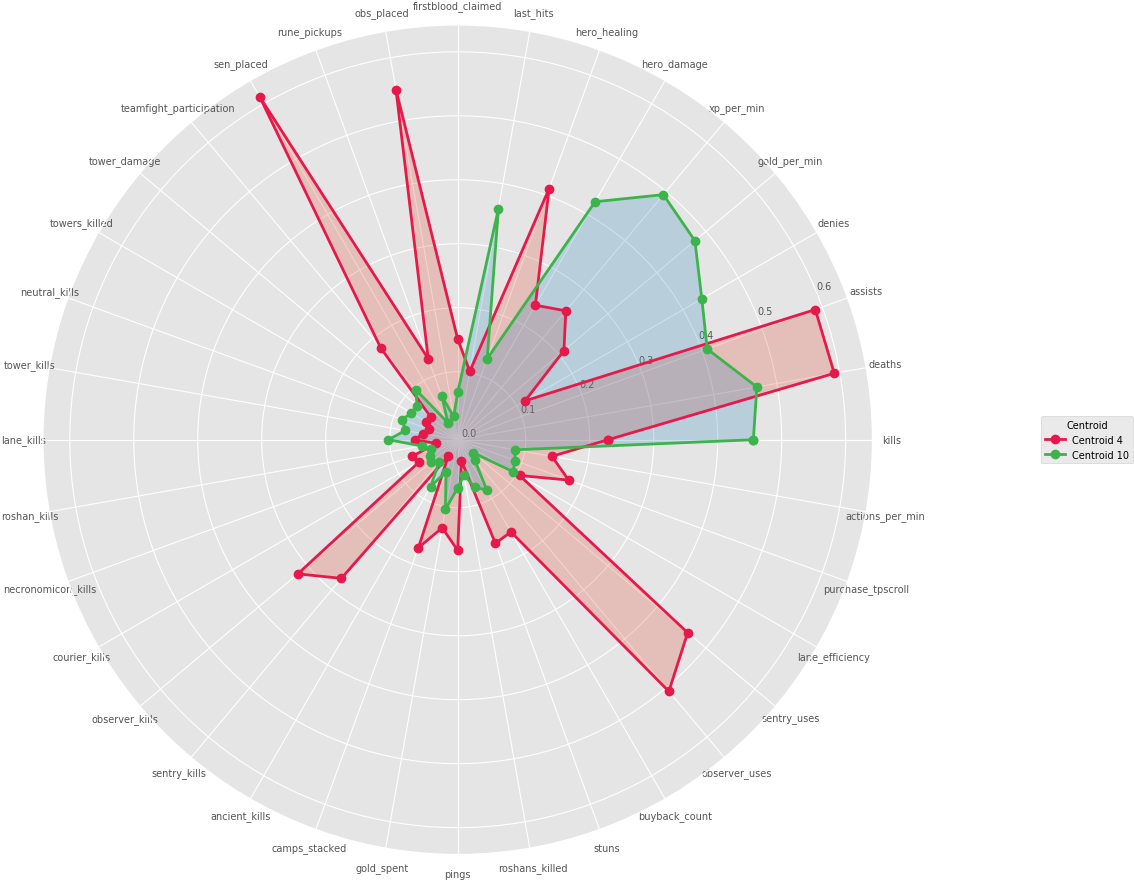 firstblood_claimed
obs_placed
last_hits
rune_pickups
hero_healing
sen_placed
hero_damage
teamfight_participation
xp_per_min
tower_damage
gold_per_min
towers_killed
denies
neutral_kills
assists
tower_kills
deaths
lane_kills
kills
roshan_kills
actions_per_min
necronomicon_kills
purchase_tpscroll
courier_kills
lane_efficiency
observer_kills
sentry_uses
sentry_kills
observer_uses
ancient_kills
buyback_count
camps_stacked
stuns
gold_spent
roshans_killed
pings
0.0
0.1
0.2
0.3
0.4
0.5
0.6
Centroid
Centroid 4
Centroid 10